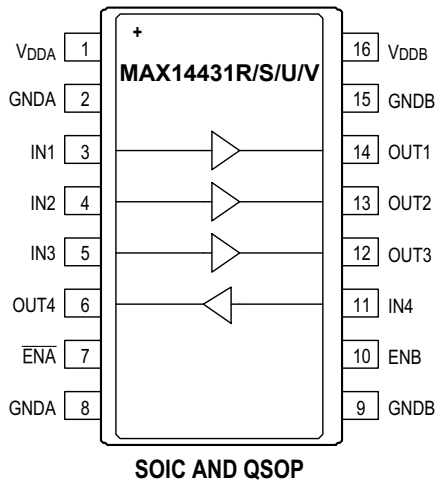 +
MAX14431R/S/U/V
VDDA 1 16 VDDB
GNDA 2 15 GNDB
IN1 3 14 OUT1
IN2 4 13 OUT2
IN3 5 12 OUT3
OUT4 6 11 IN4
E̅N̅A̅ 7 10 ENB
GNDA 8 9 GNDB
SOIC AND QSOP